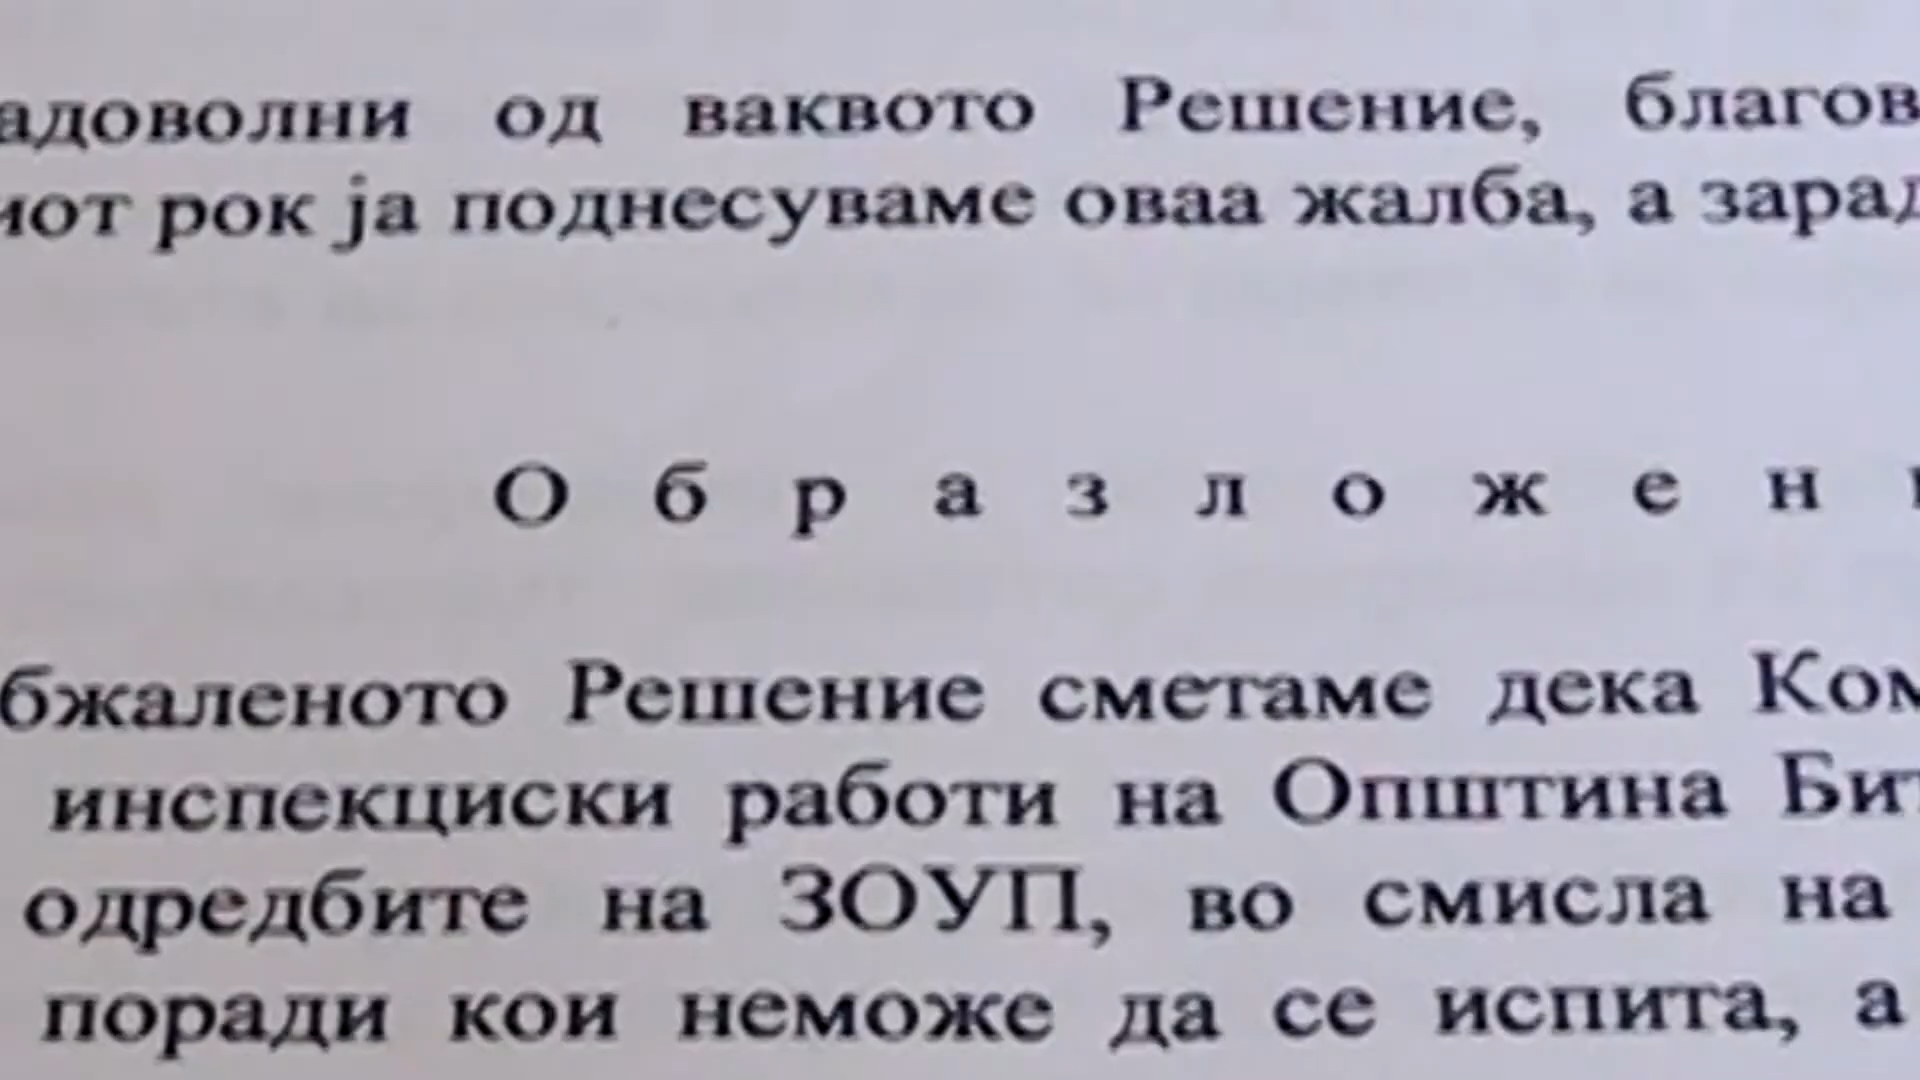 адоволни од ваквото Решение, благов
иот рок ја поднесуваме оваа жалба, а зарад
О б р а з л о ж е н
бжаленото Решение сметаме дека Ком
инспекциски работи на Општина Бит
одредбите на ЗОУП, во смисла на
поради кои неможе да се испита, а